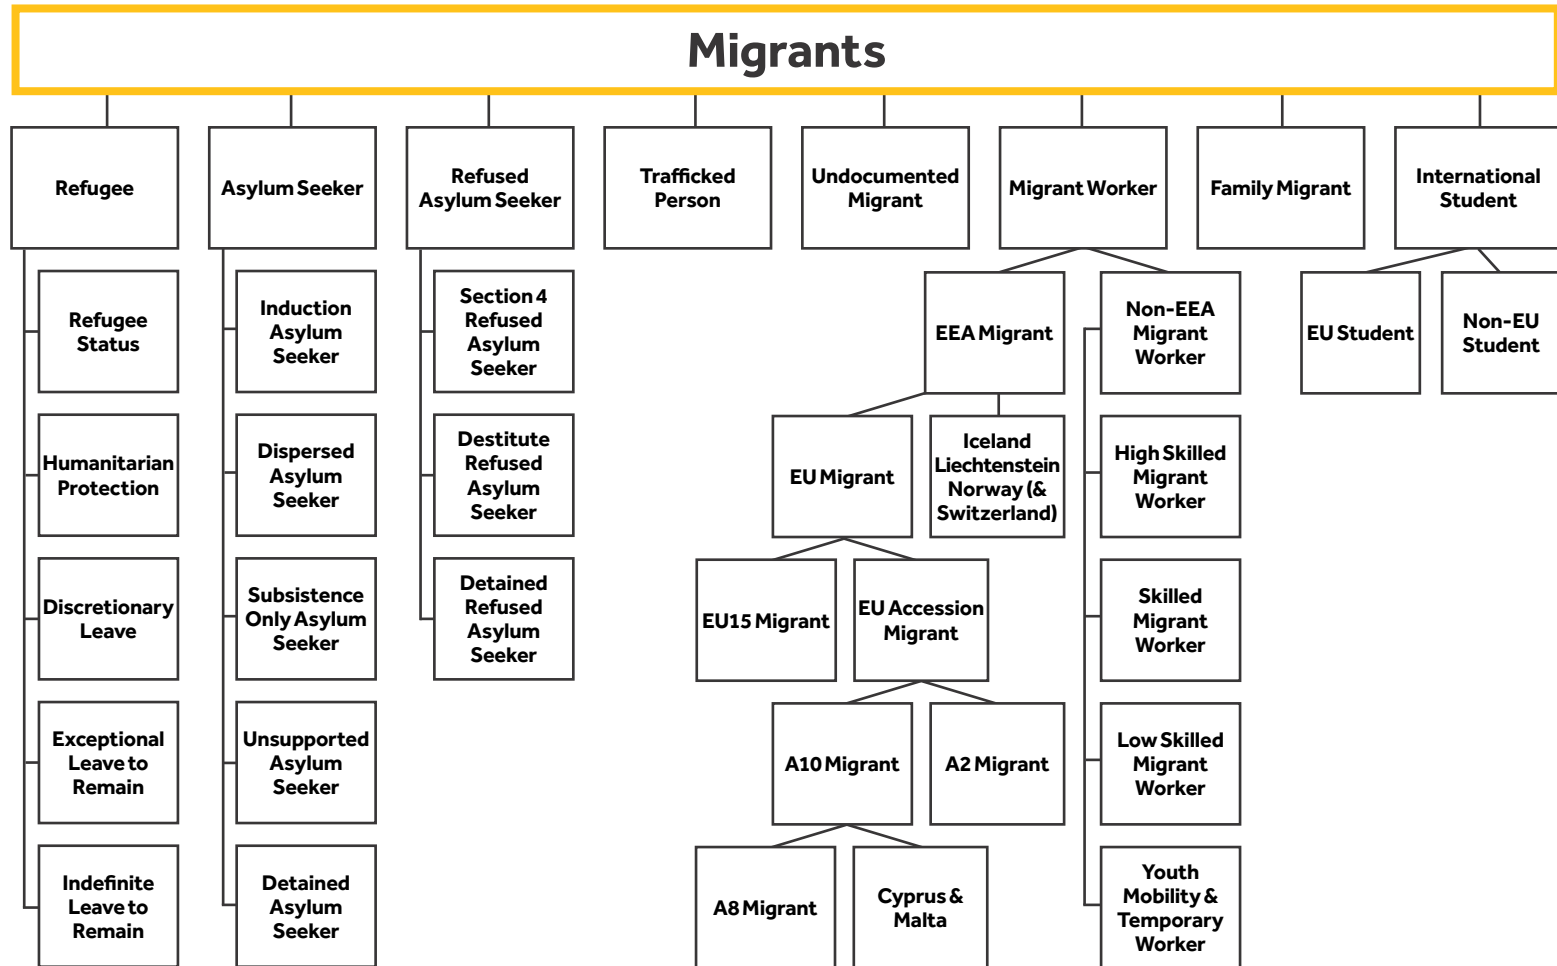 Migrants
Refugee
Asylum Seeker
Refused
Asylum Seeker
Trafficked
Person
Undocumented
Migrant
Migrant Worker
Family Migrant
International
Student
Refugee
Status
Humanitarian
Protection
Discretionary
Leave
Exceptional
Leave to
Remain
Indefinite
Leave to
Remain
Induction
Asylum
Seeker
Dispersed
Asylum
Seeker
Subsistence
Only Asylum
Seeker
Unsupported
Asylum
Seeker
Detained
Asylum
Seeker
Section 4
Refused
Asylum
Seeker
Destitute
Refused
Asylum
Seeker
Detained
Refused
Asylum
Seeker
EEA Migrant
EU Migrant
Iceland
Liechtenstein
Norway (&
Switzerland)
EU15 Migrant
EU Accession
Migrant
A10 Migrant
A2 Migrant
A8 Migrant
Cyprus &
Malta
Non-EEA
Migrant
Worker
High Skilled
Migrant
Worker
Skilled
Migrant
Worker
Low Skilled
Migrant
Worker
Youth
Mobility &
Temporary
Worker
EU Student
Non-EU
Student